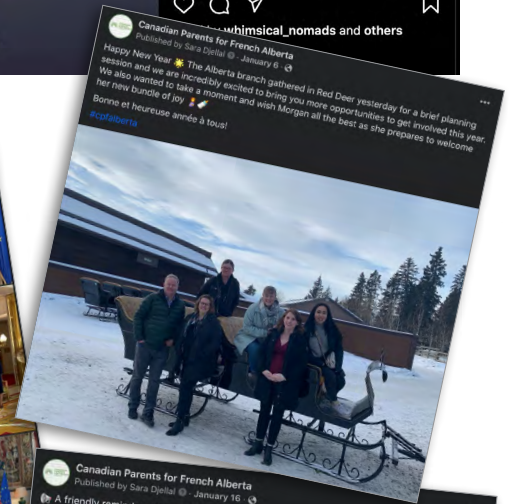 whimsical_nomads and others
Canadian Parents for French Alberta
Published by Sara Djellal · January 6 ·
Happy New Year 🌟 The Alberta branch gathered in Red Deer yesterday for a brief planning
session and we are incredibly excited to bring you more opportunities to get involved this year.
We also wanted to take a moment and wish Morgan all the best as she prepares to welcome
her new bundle of joy 🤰🍼
Bonne et heureuse année à tous!
#cpfalberta
Canadian Parents for French Alberta
Published by Sara Djellal · January 16 ·
A friendly